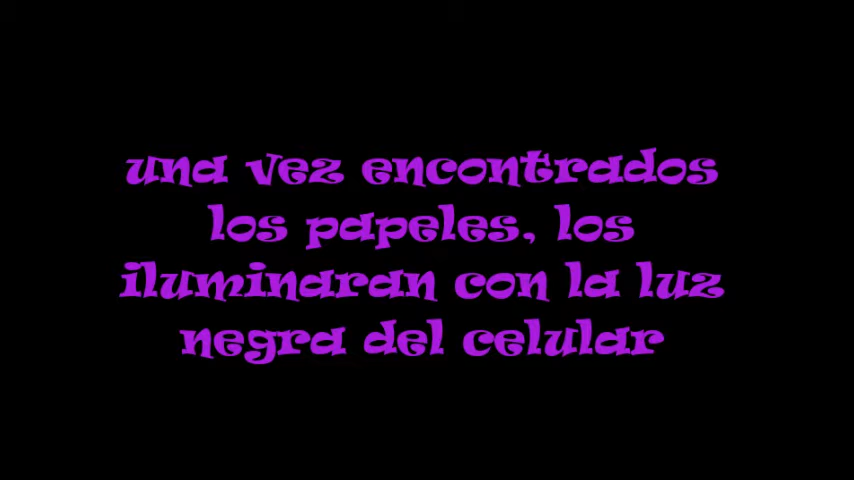 una vez encontrados
los papeles, los
iluminaran con la luz
negra del celular